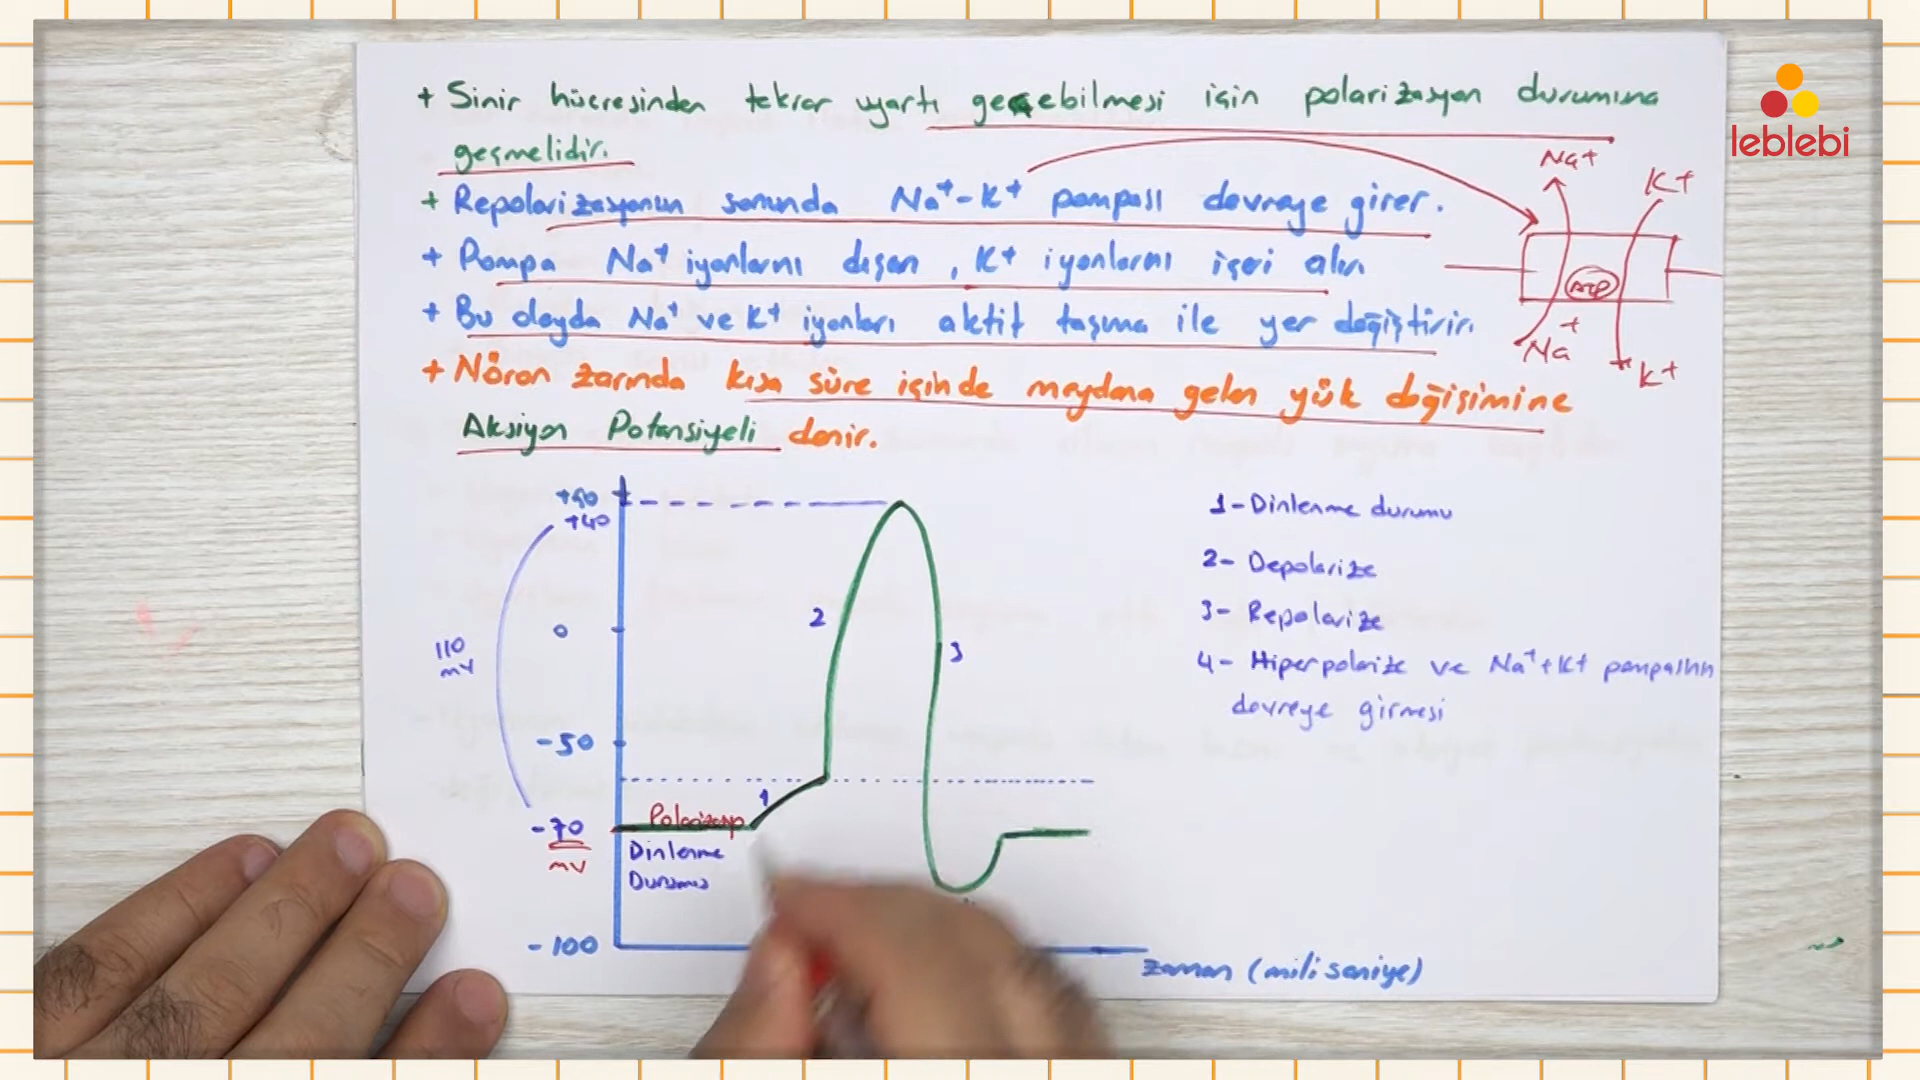 + Sinir hücresinden tekrar uyartı geçebilmesi için polarizasyon durumuna
geçmelidir.
+ Repolarizasyonun sonunda Na⁺-K⁺ pompası devreye girer.
+ Pompa Na⁺ iyonlarını dışarı, K⁺ iyonlarını içeri alır.
+ Bu olayda Na⁺ ve K⁺ iyonları aktif taşıma ile yer değiştirir.
+ Nöron zarında kısa süre içinde meydana gelen yük değişimine
Aksiyon Potansiyeli denir.
leblebi
Na+
K+
ATP
Na+
K+
+40
+40
0
110
mV
-50
-70
mV
-100
Polarizasyo
Dinlenme
Durumu
1
2
3
zaman (milisaniye)
1-Dinlenme durumu
2- Depolarize
3- Repolarize
4- Hiperpolarize ve Na⁺+K+ pompasının
devreye girmesi